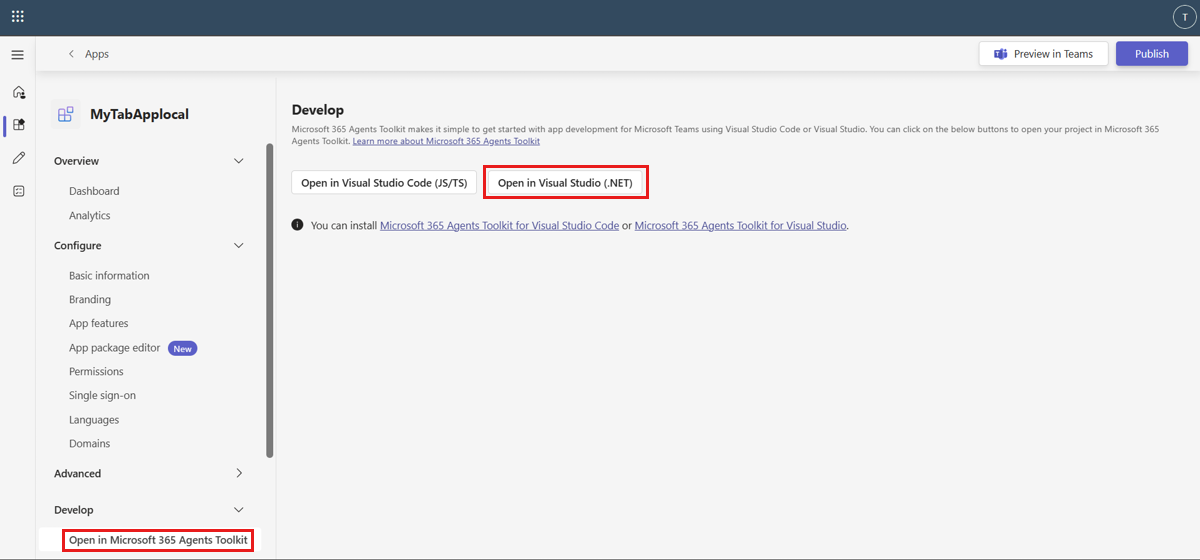 T
Apps
Preview in Teams
Publish
MyTabApplocal
Overview
Dashboard
Analytics
Configure
Basic information
Branding
App features
App package editor New
Permissions
Single sign-on
Languages
Domains
Advanced
Develop
Open in Microsoft 365 Agents Toolkit
Develop
Microsoft 365 Agents Toolkit makes it simple to get started with app development for Microsoft Teams using Visual Studio Code or Visual Studio. You can click on the below buttons to open your project in Microsoft 365
Agents Toolkit. Learn more about Microsoft 365 Agents Toolkit
Open in Visual Studio Code (JS/TS)
Open in Visual Studio (.NET)
You can install Microsoft 365 Agents Toolkit for Visual Studio Code or Microsoft 365 Agents Toolkit for Visual Studio.